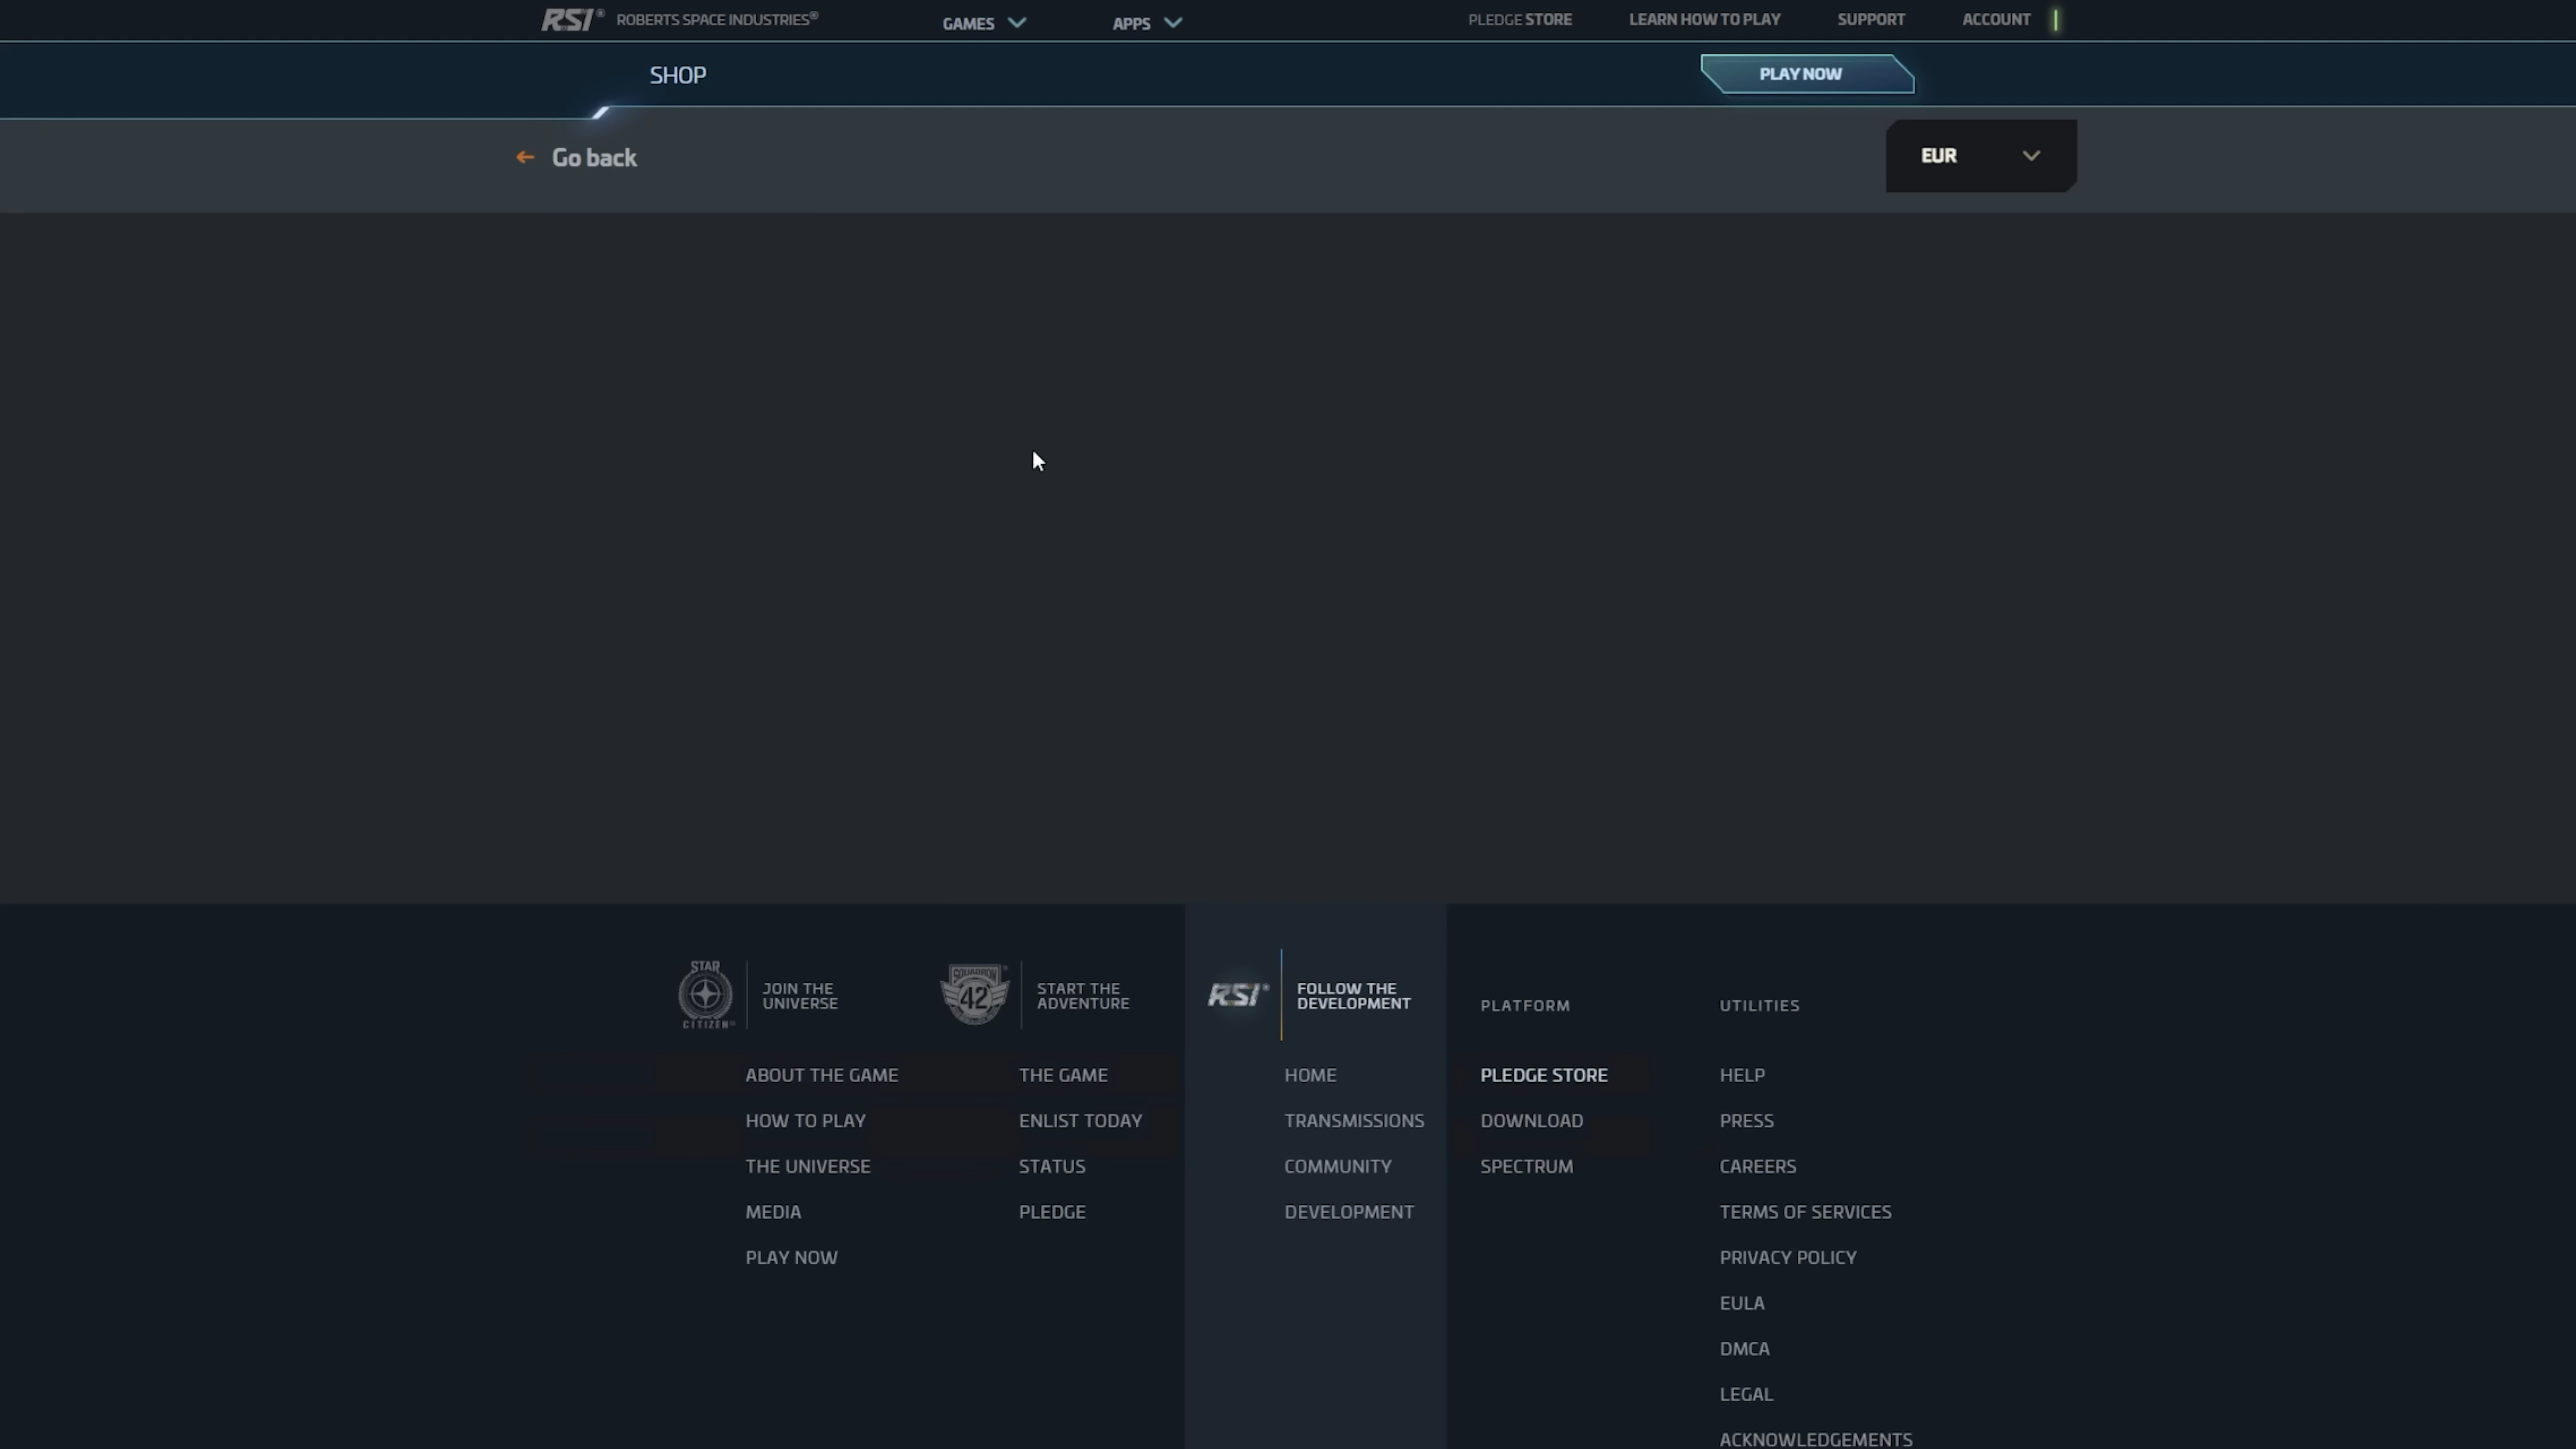 RSI® ROBERTS SPACE INDUSTRIES® GAMES APPS PLEDGE STORE LEARN HOW TO PLAY SUPPORT ACCOUNT
SHOP PLAY NOW
Go back EUR
STAR
CITIZEN®
JOIN THE
UNIVERSE
SQUADRON
42
START THE
ADVENTURE
RSI®
FOLLOW THE
DEVELOPMENT
PLATFORM
UTILITIES
ABOUT THE GAME THE GAME HOME PLEDGE STORE HELP
HOW TO PLAY ENLIST TODAY TRANSMISSIONS DOWNLOAD PRESS
THE UNIVERSE STATUS COMMUNITY SPECTRUM CAREERS
MEDIA PLEDGE DEVELOPMENT TERMS OF SERVICES
PLAY NOW PRIVACY POLICY
EULA
DMCA
LEGAL
ACKNOWLEDGEMENTS